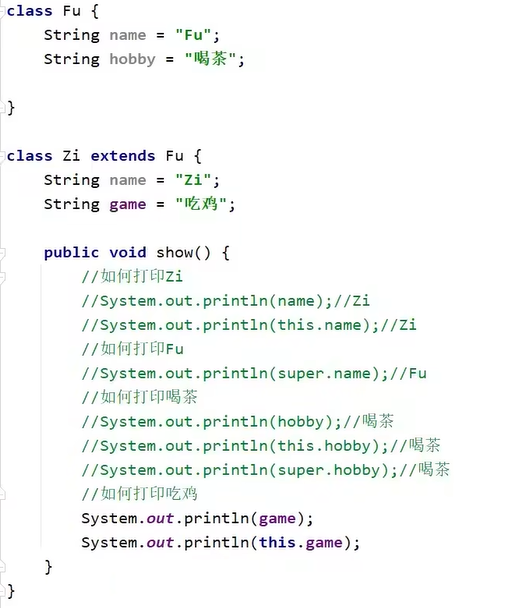 class Fu {
    String name = "Fu";
    String hobby = "喝茶";

}

class Zi extends Fu {
    String name = "Zi";
    String game = "吃鸡";

    public void show() {
        //如何打印Zi
        //System.out.println(name);//Zi
        //System.out.println(this.name);//Zi
        //如何打印Fu
        //System.out.println(super.name);//Fu
        //如何打印喝茶
        //System.out.println(hobby);//喝茶
        //System.out.println(this.hobby);//喝茶
        //System.out.println(super.hobby);//喝茶
        //如何打印吃鸡
        System.out.println(game);
        System.out.println(this.game);
    }
}